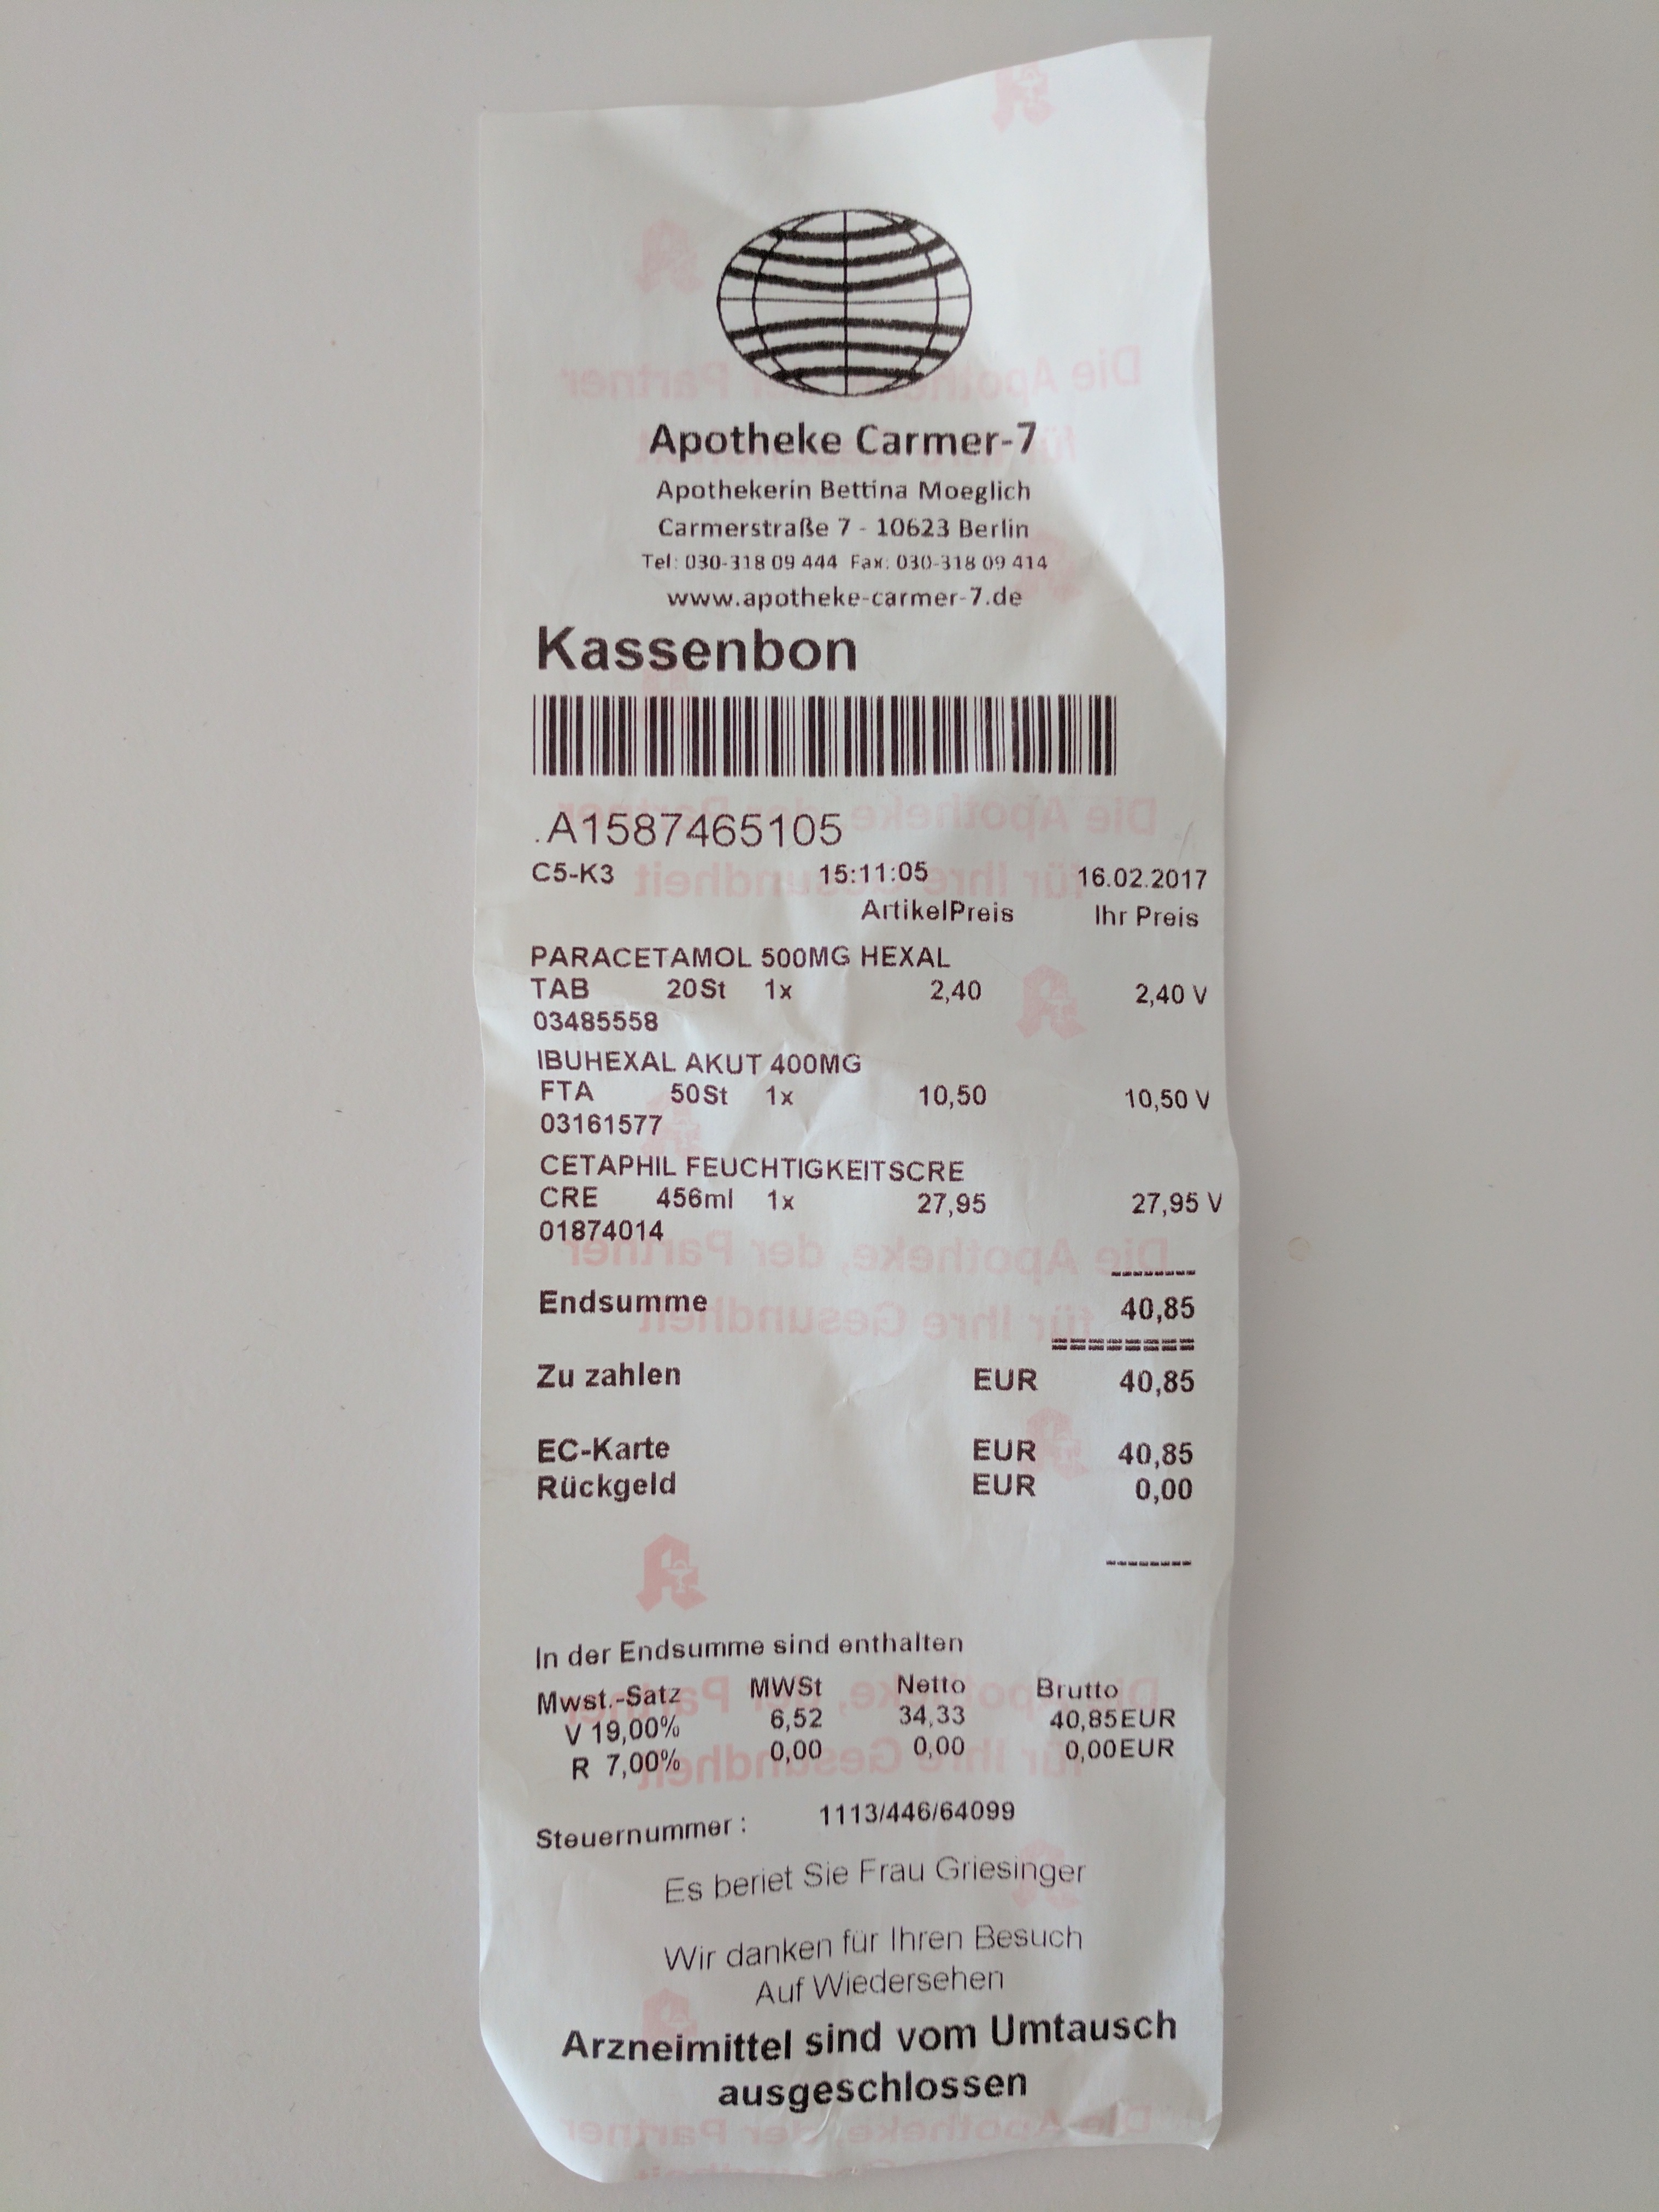 Apotheke Carmer-7
Apothekerin Bettina Moeglich
Carmerstraße 7 - 10623 Berlin
Tel: 030-318 09 444 Fax: 030-318 09 414
www.apotheke-carmer-7.de
Kassenbon
.A1587465105
C5-K3 15:11:05 16.02.2017
ArtikelPreis Ihr Preis
PARACETAMOL 500MG HEXAL
TAB 20St 1x 2,40 2,40 V
03485558
IBUHEXAL AKUT 400MG
FTA 50St 1x 10,50 10,50 V
03161577
CETAPHIL FEUCHTIGKEITSCRE
CRE 456ml 1x 27,95 27,95 V
01874014
-------
Endsumme 40,85
========
Zu zahlen EUR 40,85
EC-Karte EUR 40,85
Rückgeld EUR 0,00
-------
In der Endsumme sind enthalten
Mwst.-Satz MWSt Netto Brutto
V 19,00% 6,52 34,33 40,85EUR
R 7,00% 0,00 0,00 0,00EUR
Steuernummer : 1113/446/64099
Es beriet Sie Frau Griesinger
Wir danken für Ihren Besuch
Auf Wiedersehen
Arzneimittel sind vom Umtausch
ausgeschlossen